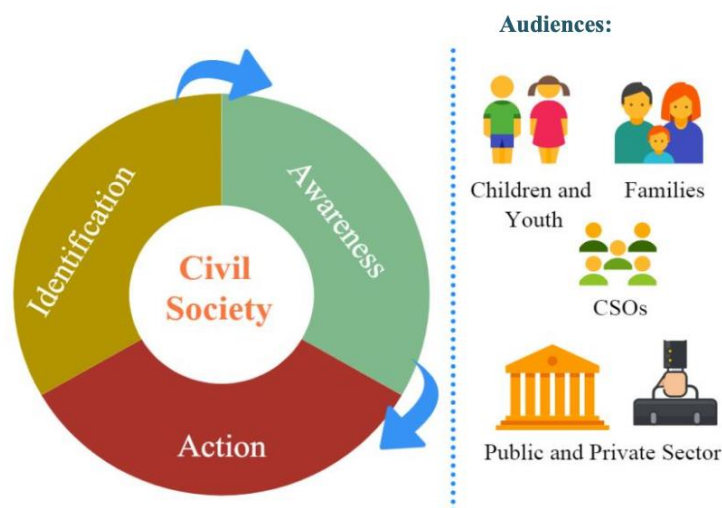 Audiences:
Identification
Awareness
Civil
Society
Action
Children and
Youth
Families
CSOs
Public and Private Sector